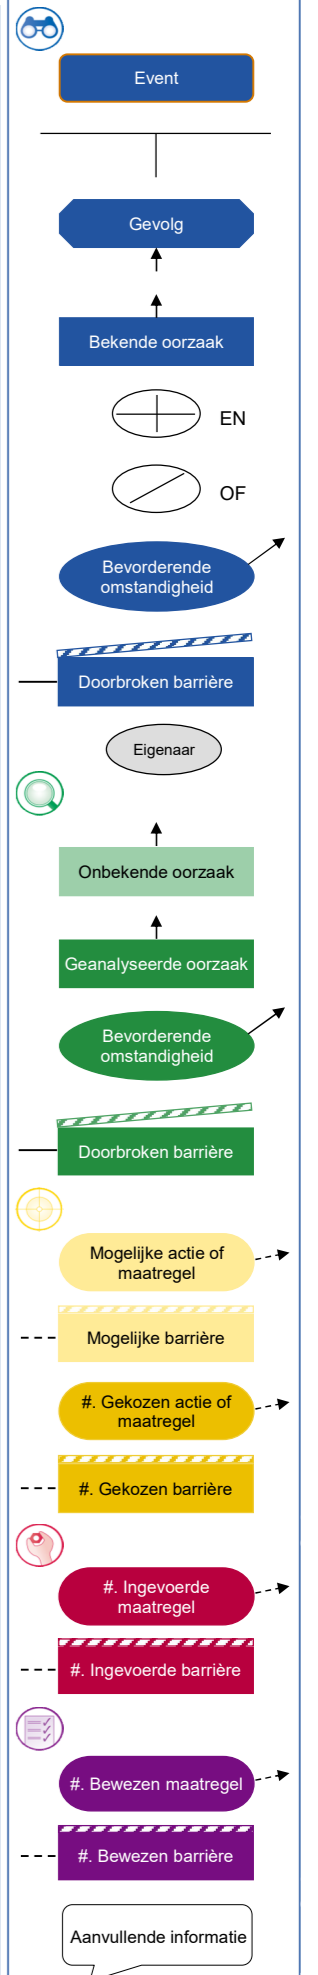 Event
Gevolg
Bekende oorzaak
EN
OF
Bevorderende
omstandigheid
Doorbroken barrière
Eigenaar
Onbekende oorzaak
Geanalyseerde oorzaak
Bevorderende
omstandigheid
Doorbroken barrière
Mogelijke actie of
maatregel
Mogelijke barrière
#. Gekozen actie of
maatregel
#. Gekozen barrière
#. Ingevoerde
maatregel
#. Ingevoerde barrière
#. Bewezen maatregel
#. Bewezen barrière
Aanvullende informatie